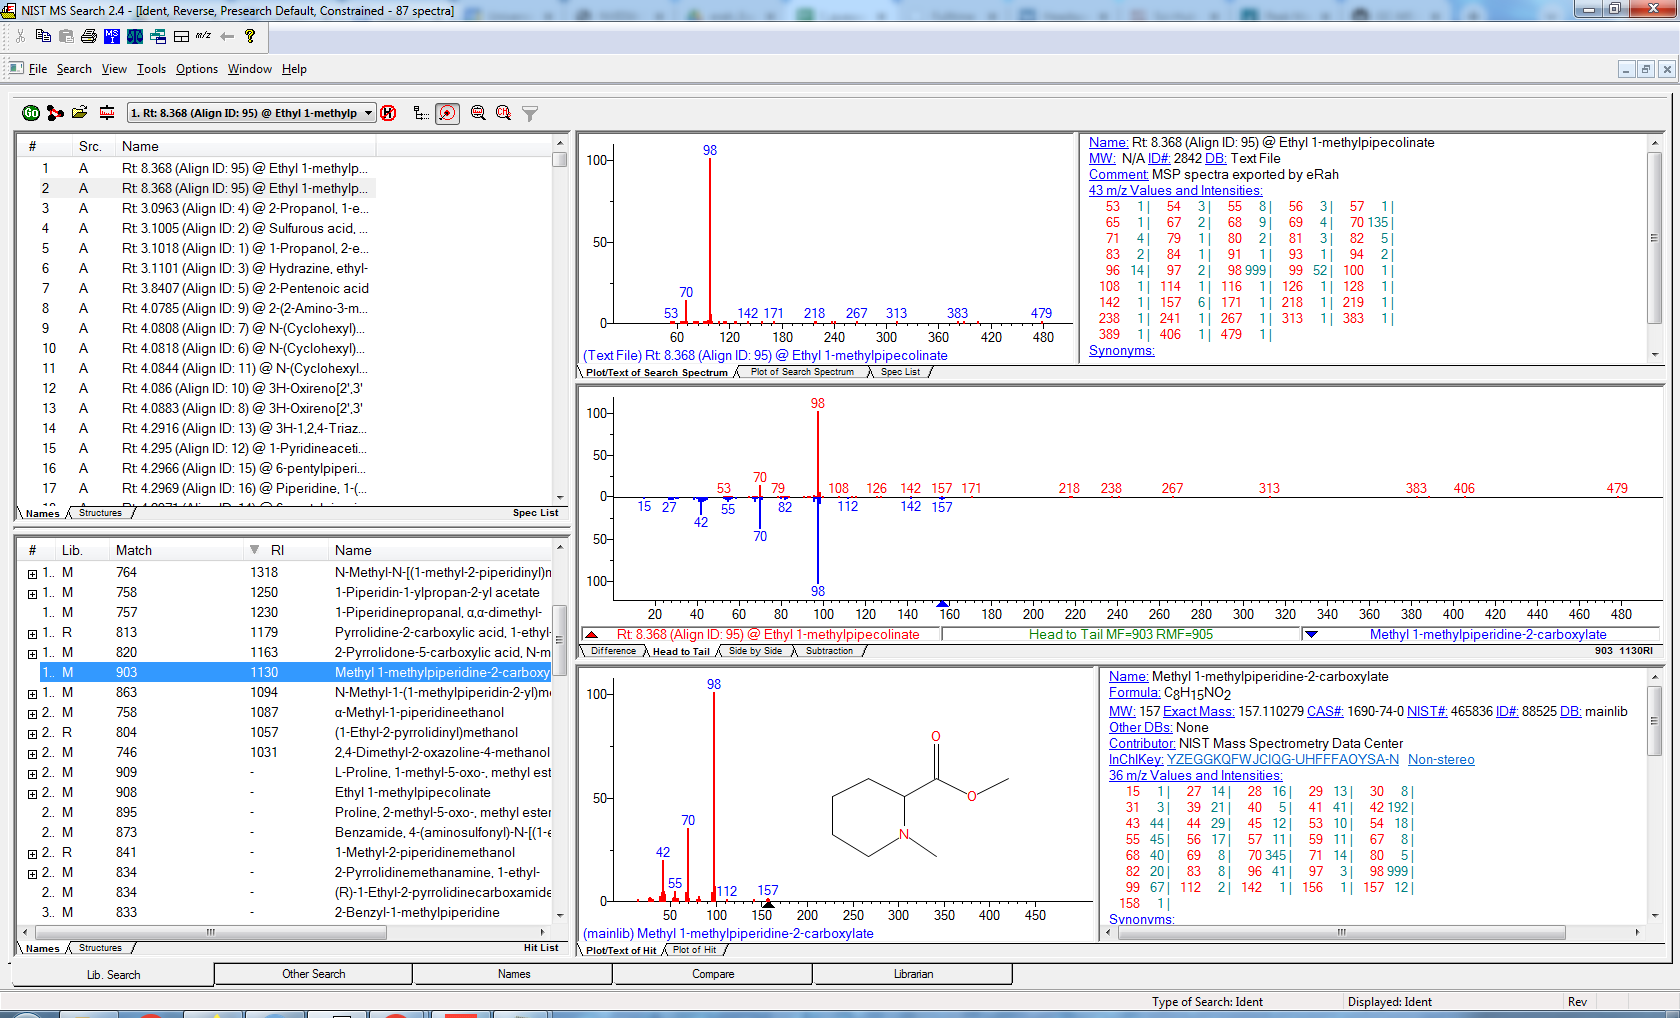 NIST MS Search 2.4 - [Ident, Reverse, Presearch Default, Constrained - 87 spectra]
File Search View Tools Options Window Help
1. Rt: 8.368 (Align ID: 95) @ Ethyl 1-methylp
# Src. Name
1 A Rt: 8.368 (Align ID: 95) @ Ethyl 1-methylp...
2 A Rt: 8.368 (Align ID: 95) @ Ethyl 1-methylp...
3 A Rt: 3.0963 (Align ID: 4) @ 2-Propanol, 1-e...
4 A Rt: 3.1005 (Align ID: 2) @ Sulfurous acid, ...
5 A Rt: 3.1018 (Align ID: 1) @ 1-Propanol, 2-e...
6 A Rt: 3.1101 (Align ID: 3) @ Hydrazine, ethyl-
7 A Rt: 3.8407 (Align ID: 5) @ 2-Pentenoic acid
8 A Rt: 4.0785 (Align ID: 9) @ 2-(2-Amino-3-m...
9 A Rt: 4.0808 (Align ID: 7) @ N-(Cyclohexyl)...
10 A Rt: 4.0818 (Align ID: 6) @ N-(Cyclohexyl)...
11 A Rt: 4.0844 (Align ID: 11) @ N-(Cyclohexyl...
12 A Rt: 4.086 (Align ID: 10) @ 3H-Oxireno[2',3'
13 A Rt: 4.0883 (Align ID: 8) @ 3H-Oxireno[2',3'
14 A Rt: 4.2916 (Align ID: 13) @ 3H-1,2,4-Triaz...
15 A Rt: 4.295 (Align ID: 12) @ 1-Pyridineaceti...
16 A Rt: 4.2966 (Align ID: 15) @ 6-pentylpiperi...
17 A Rt: 4.2969 (Align ID: 16) @ Piperidine, 1-(...
Names Structures Spec List
# Lib. Match RI Name
1.. M 764 1318 N-Methyl-N-[(1-methyl-2-piperidinyl)m
1.. M 758 1250 1-Piperidin-1-ylpropan-2-yl acetate
1.. M 757 1230 1-Piperidinepropanal, α,α-dimethyl-
1.. R 813 1179 Pyrrolidine-2-carboxylic acid, 1-ethyl-
1.. M 820 1163 2-Pyrrolidone-5-carboxylic acid, N-m
1.. M 903 1130 Methyl 1-methylpiperidine-2-carboxy
1.. M 863 1094 N-Methyl-1-(1-methylpiperidin-2-yl)me
2.. M 758 1087 α-Methyl-1-piperidineethanol
2.. R 804 1057 (1-Ethyl-2-pyrrolidinyl)methanol
2.. M 746 1031 2,4-Dimethyl-2-oxazoline-4-methanol
2.. M 909 - L-Proline, 1-methyl-5-oxo-, methyl est
2.. M 908 - Ethyl 1-methylpipecolinate
2.. M 895 - Proline, 2-methyl-5-oxo-, methyl ester
2.. M 873 - Benzamide, 4-(aminosulfonyl)-N-[(1-e
2.. R 841 - 1-Methyl-2-piperidinemethanol
2.. M 834 - 2-Pyrrolidinemethanamine, 1-ethyl-
2.. M 834 - (R)-1-Ethyl-2-pyrrolidinecarboxamide
3.. M 833 - 2-Benzyl-1-methylpiperidine
Names Structures Hit List
100 50 0
98 70 53 142 171 218 267 313 383 479
60 120 180 240 300 360 420 480
(Text File) Rt: 8.368 (Align ID: 95) @ Ethyl 1-methylpipecolinate
Plot/Text of Search Spectrum Plot of Search Spectrum Spec List
Name: Rt: 8.368 (Align ID: 95) @ Ethyl 1-methylpipecolinate
MW: N/A ID#: 2842 DB: Text File
Comment: MSP spectra exported by eRah
43 m/z Values and Intensities:
53 1| 54 3| 55 8| 56 3| 57 1|
65 1| 67 2| 68 9| 69 4| 70 135|
71 4| 79 1| 80 2| 81 3| 82 5|
83 2| 84 1| 91 1| 93 1| 94 2|
96 14| 97 2| 98 999| 99 52| 100 1|
108 1| 114 1| 116 1| 126 1| 128 1|
142 1| 157 6| 171 1| 218 1| 219 1|
238 1| 241 1| 267 1| 313 1| 383 1|
389 1| 406 1| 479 1|
Synonyms:
100 50 0 50 100
98
53 70 79 108 126 142 157 171 218 238 267 313 383 406 479
15 27 42 55 70 82 98 112 142 157
20 40 60 80 100 120 140 160 180 200 220 240 260 280 300 320 340 360 380 400 420 440 460 480
Rt: 8.368 (Align ID: 95) @ Ethyl 1-methylpipecolinate Head to Tail MF=903 RMF=905 Methyl 1-methylpiperidine-2-carboxylate
Difference Head to Tail Side by Side Subtraction 903 1130RI
100 50 0
98 70 42 55 112 157
50 100 150 200 250 300 350 400 450
O O N
(mainlib) Methyl 1-methylpiperidine-2-carboxylate
Plot/Text of Hit Plot of Hit
Name: Methyl 1-methylpiperidine-2-carboxylate
Formula: C8H15NO2
MW: 157 Exact Mass: 157.110279 CAS#: 1690-74-0 NIST#: 465836 ID#: 88525 DB: mainlib
Other DBs: None
Contributor: NIST Mass Spectrometry Data Center
InChIKey: YZEGGKQFWJCIQG-UHFFFAOYSA-N Non-stereo
36 m/z Values and Intensities:
15 1| 27 14| 28 16| 29 13| 30 8|
31 3| 39 21| 40 5| 41 41| 42 192|
43 44| 44 29| 45 12| 53 10| 54 18|
55 45| 56 17| 57 11| 59 11| 67 8|
68 40| 69 8| 70 345| 71 14| 80 5|
82 20| 83 8| 96 41| 97 3| 98 999|
99 67| 112 2| 142 1| 156 1| 157 12|
158 1|
Synonyms:
Lib. Search Other Search Names Compare Librarian
Type of Search: Ident Displayed: Ident Rev